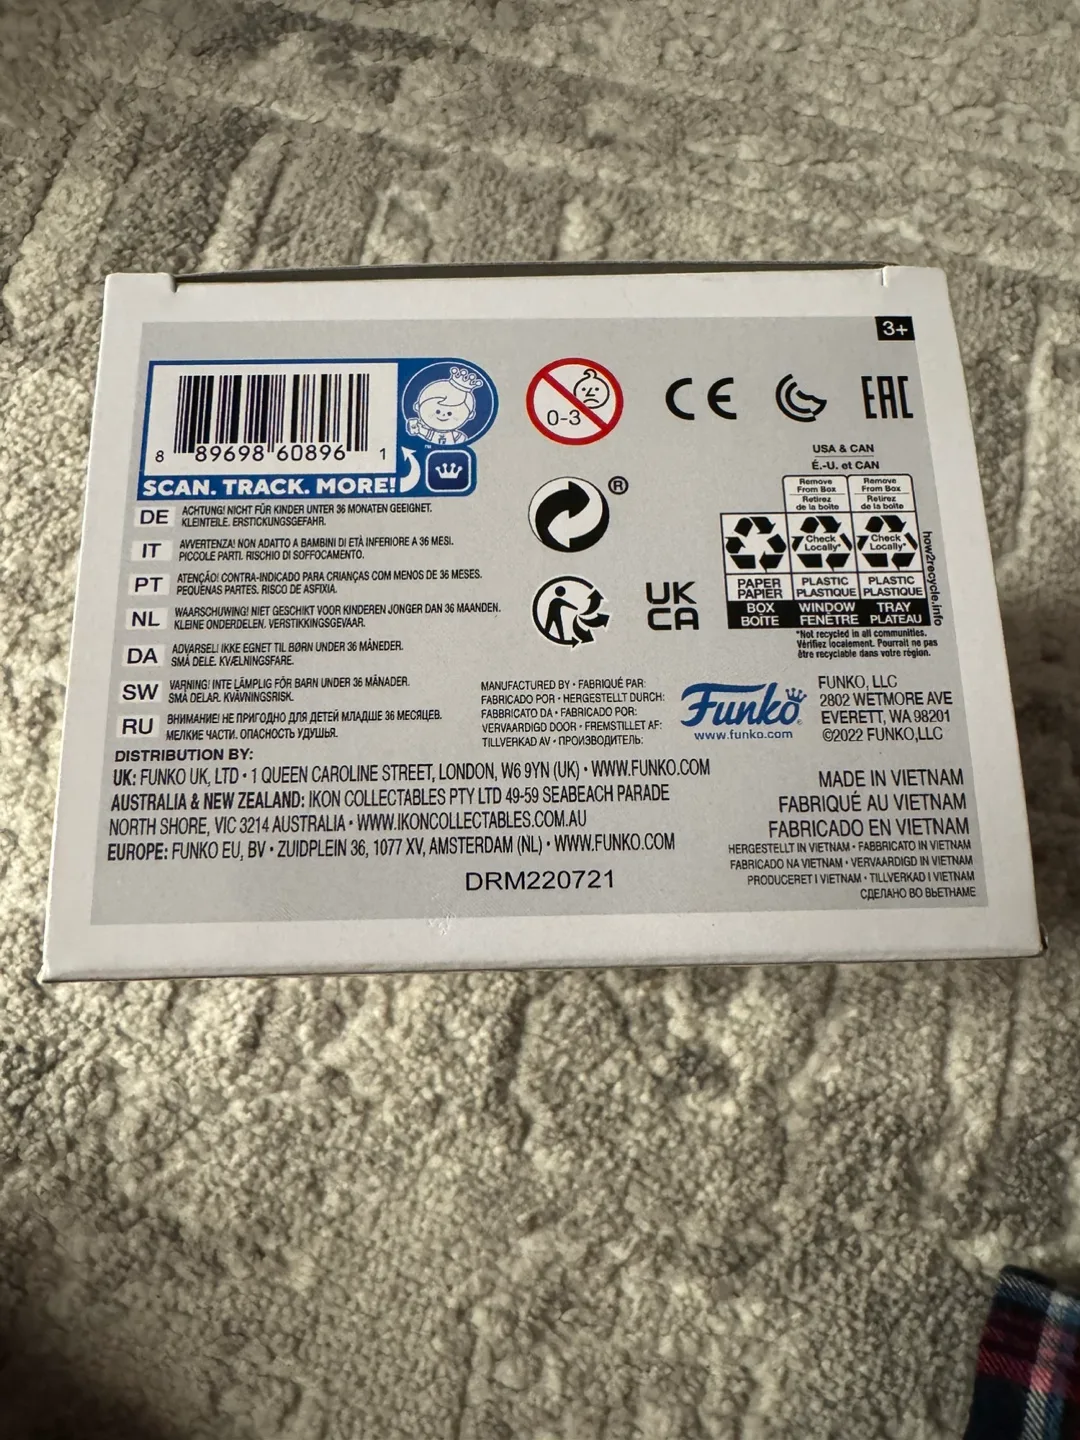 3+
8 89698 60896 1
™
SCAN. TRACK. MORE!
0-3
CE
EAC
DE ACHTUNG! NICHT FÜR KINDER UNTER 36 MONATEN GEEIGNET.
KLEINTEILE. ERSTICKUNGSGEFAHR.
IT AVVERTENZA! NON ADATTO A BAMBINI DI ETÀ INFERIORE A 36 MESI.
PICCOLE PARTI. RISCHIO DI SOFFOCAMENTO.
PT ATENÇÃO! CONTRA-INDICADO PARA CRIANÇAS COM MENOS DE 36 MESES.
PEQUENAS PARTES. RISCO DE ASFIXIA.
NL WAARSCHUWING! NIET GESCHIKT VOOR KINDEREN JONGER DAN 36 MAANDEN.
KLEINE ONDERDELEN. VERSTIKKINGSGEVAAR.
DA ADVARSEL! IKKE EGNET TIL BØRN UNDER 36 MÅNEDER.
SMÅ DELE. KVÆLNINGSFARE.
SW VARNING! INTE LÄMPLIG FÖR BARN UNDER 36 MÅNADER.
SMÅ DELAR. KVÄVNINGSRISK.
RU ВНИМАНИЕ! НЕ ПРИГОДНО ДЛЯ ДЕТЕЙ МЛАДШЕ 36 МЕСЯЦЕВ.
МЕЛКИЕ ЧАСТИ. ОПАСНОСТЬ УДУШЬЯ.
®
UK
CA
USA & CAN
É.-U. et CAN
Remove From Box
Retirez de la boîte
Remove From Box
Retirez de la boîte
Check Locally*
Check Locally*
PAPER PAPIER
PLASTIC PLASTIQUE
PLASTIC PLASTIQUE
BOX BOÎTE
WINDOW FENÊTRE
TRAY PLATEAU
how2recycle.info
*Not recycled in all communities.
Vérifiez localement. Pourrait ne pas
être recyclable dans votre région.
MANUFACTURED BY • FABRIQUÉ PAR:
FABRICADO POR • HERGESTELLT DURCH:
FABBRICATO DA • FABRICADO POR:
VERVAARDIGD DOOR • FREMSTILLET AF:
TILLVERKAD AV • ПРОИЗВОДИТЕЛЬ:
Funko®
www.funko.com
FUNKO, LLC
2802 WETMORE AVE
EVERETT, WA 98201
©2022 FUNKO,LLC
DISTRIBUTION BY:
UK: FUNKO UK, LTD • 1 QUEEN CAROLINE STREET, LONDON, W6 9YN (UK) • WWW.FUNKO.COM
AUSTRALIA & NEW ZEALAND: IKON COLLECTABLES PTY LTD 49-59 SEABEACH PARADE
NORTH SHORE, VIC 3214 AUSTRALIA • WWW.IKONCOLLECTABLES.COM.AU
EUROPE: FUNKO EU, BV • ZUIDPLEIN 36, 1077 XV, AMSTERDAM (NL) • WWW.FUNKO.COM
DRM220721
MADE IN VIETNAM
FABRIQUÉ AU VIETNAM
FABRICADO EN VIETNAM
HERGESTELLT IN VIETNAM • FABBRICATO IN VIETNAM
FABRICADO NA VIETNAM • VERVAARDIGD IN VIETNAM
PRODUCERET I VIETNAM • TILLVERKAD I VIETNAM
СДЕЛАНО ВО ВЬЕТНАМЕ